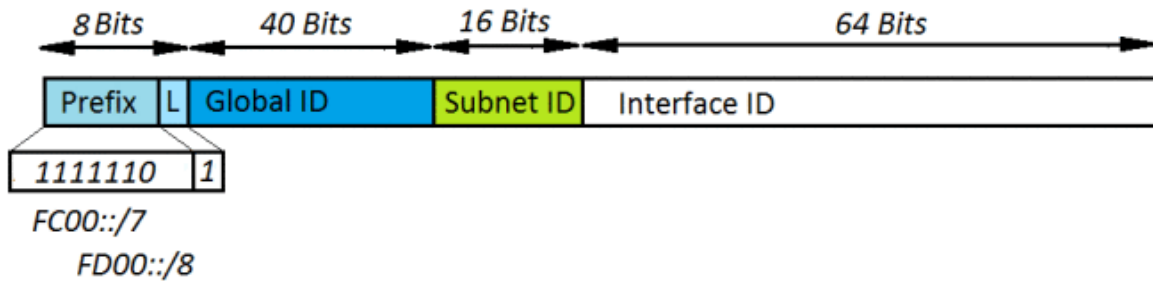 8 Bits 40 Bits 16 Bits 64 Bits
Prefix L Global ID Subnet ID Interface ID
1111110 1
FC00::/7
FD00::/8